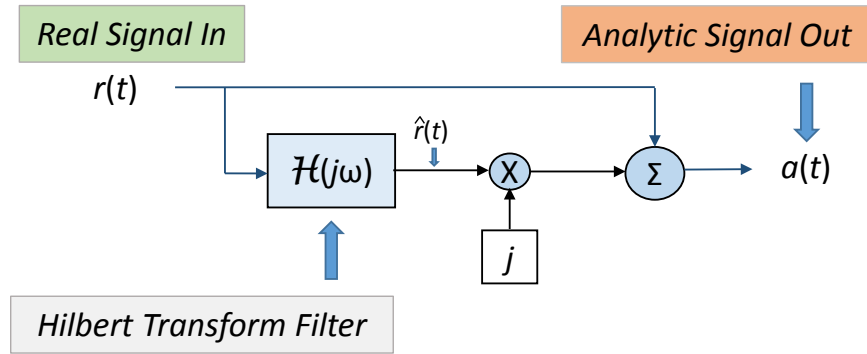 Real Signal In
Analytic Signal Out
r(t)
r̂(t)
ℋ(jω)
X
Σ
a(t)
j
Hilbert Transform Filter